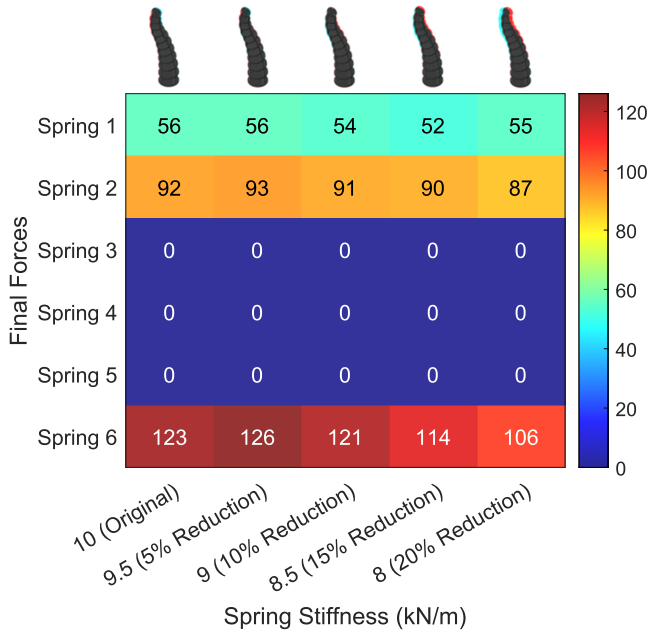 Final Forces
Spring 1 56 56 54 52 55
Spring 2 92 93 91 90 87
Spring 3 0 0 0 0 0
Spring 4 0 0 0 0 0
Spring 5 0 0 0 0 0
Spring 6 123 126 121 114 106
10 (Original)
9.5 (5% Reduction)
9 (10% Reduction)
8.5 (15% Reduction)
8 (20% Reduction)
Spring Stiffness (kN/m)
120
100
80
60
40
20
0